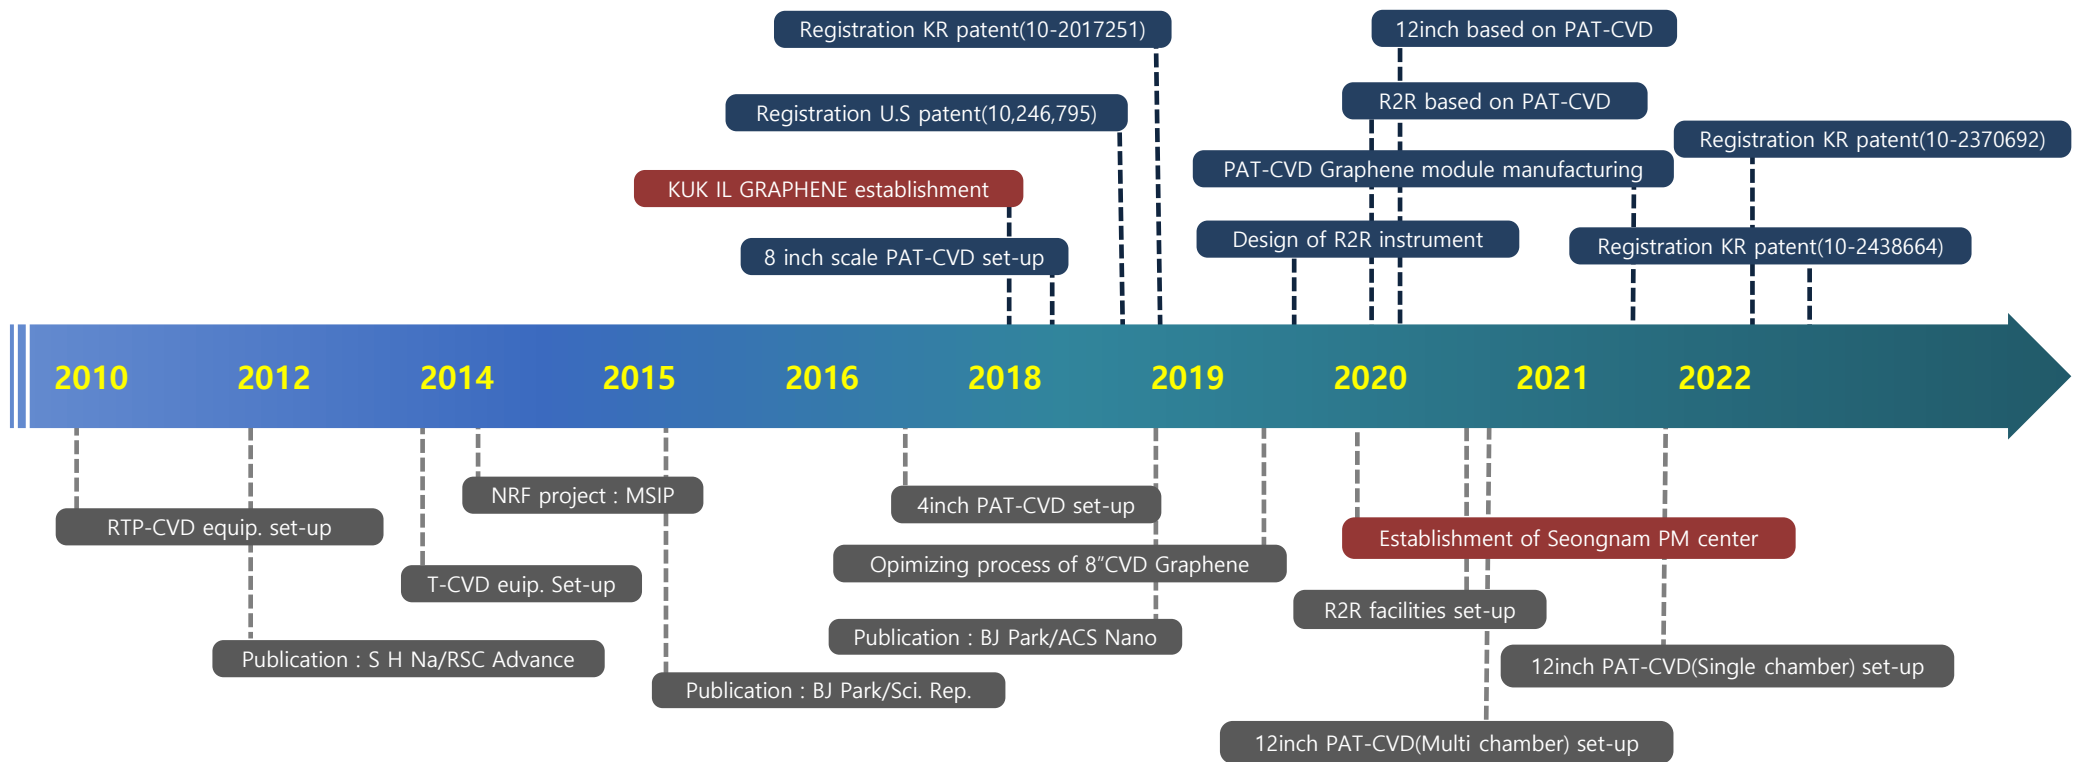 Registration KR patent(10-2017251)
12inch based on PAT-CVD
R2R based on PAT-CVD
Registration U.S patent(10,246,795)
Registration KR patent(10-2370692)
PAT-CVD Graphene module manufacturing
KUK IL GRAPHENE establishment
Design of R2R instrument
Registration KR patent(10-2438664)
8 inch scale PAT-CVD set-up
2010 2012 2014 2015 2016 2018 2019 2020 2021 2022
NRF project : MSIP
4inch PAT-CVD set-up
RTP-CVD equip. set-up
Establishment of Seongnam PM center
Opimizing process of 8"CVD Graphene
T-CVD euip. Set-up
R2R facilities set-up
Publication : BJ Park/ACS Nano
Publication : S H Na/RSC Advance
12inch PAT-CVD(Single chamber) set-up
Publication : BJ Park/Sci. Rep.
12inch PAT-CVD(Multi chamber) set-up